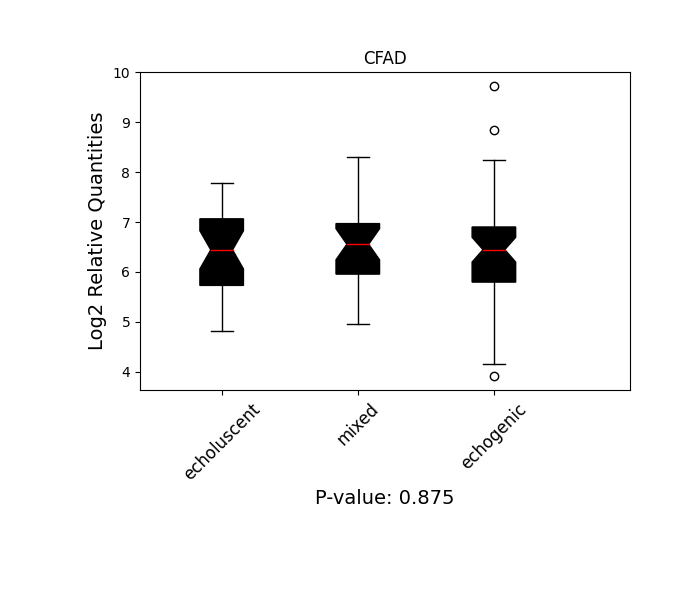 CFAD
Log2 Relative Quantities
10
9
8
7
6
5
4
echoluscent
mixed
echogenic
P-value: 0.875